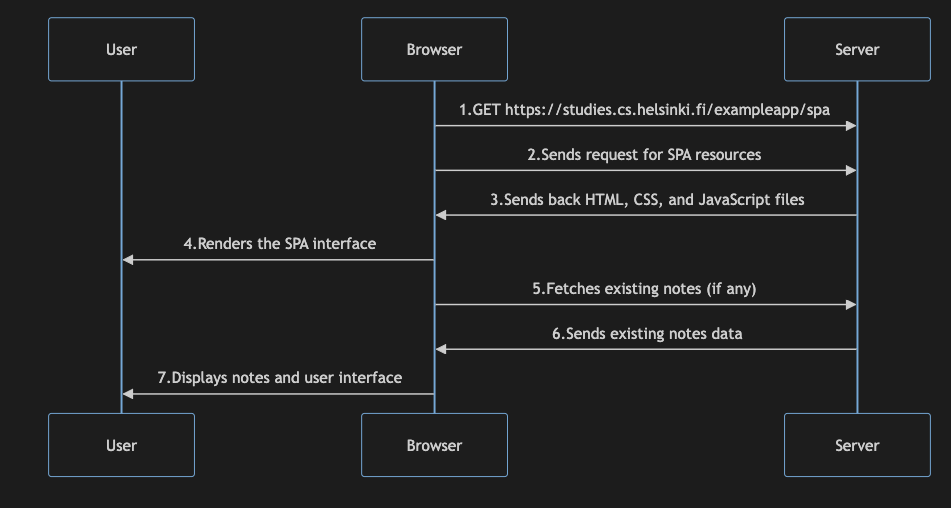 User
Browser
Server
1.GET https://studies.cs.helsinki.fi/exampleapp/spa
2.Sends request for SPA resources
3.Sends back HTML, CSS, and JavaScript files
4.Renders the SPA interface
5.Fetches existing notes (if any)
6.Sends existing notes data
7.Displays notes and user interface
User
Browser
Server